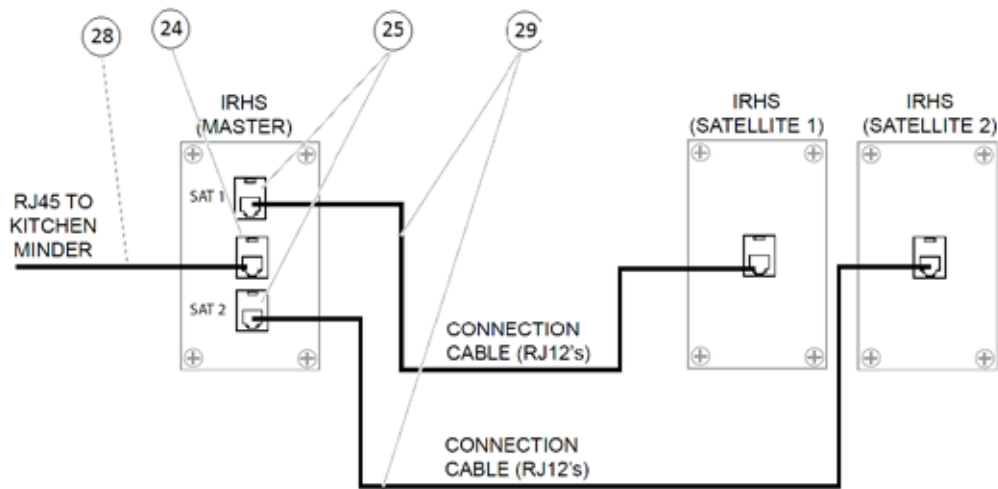 28
24
25
29
IRHS
(MASTER)
IRHS
(SATELLITE 1)
IRHS
(SATELLITE 2)
SAT 1
RJ45 TO
KITCHEN
MINDER
SAT 2
CONNECTION
CABLE (RJ12's)
CONNECTION
CABLE (RJ12's)